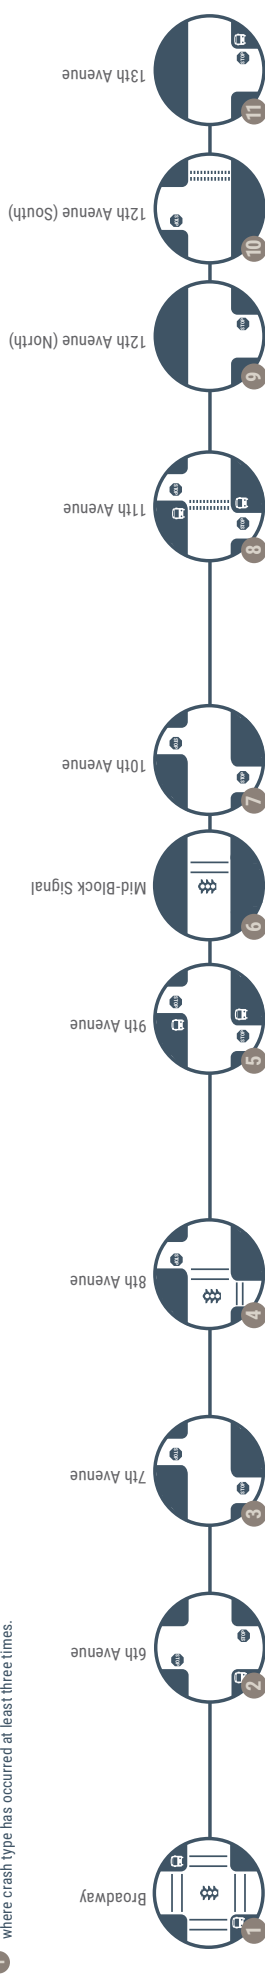 where crash type has occurred at least three times.
Broadway
1
6th Avenue
2
7th Avenue
3
8th Avenue
4
9th Avenue
5
Mid-Block Signal
6
10th Avenue
7
11th Avenue
8
12th Avenue (North)
9
12th Avenue (South)
10
13th Avenue
11